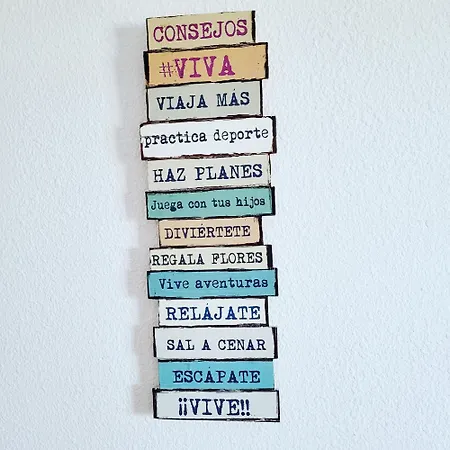 CONSEJOS
#VIVA
VIAJA MÁS
practica deporte
HAZ PLANES
Juega con tus hijos
DIVIÉRTETE
REGALA FLORES
Vive aventuras
RELÁJATE
SAL A CENAR
ESCÁPATE
¡¡VIVE!!